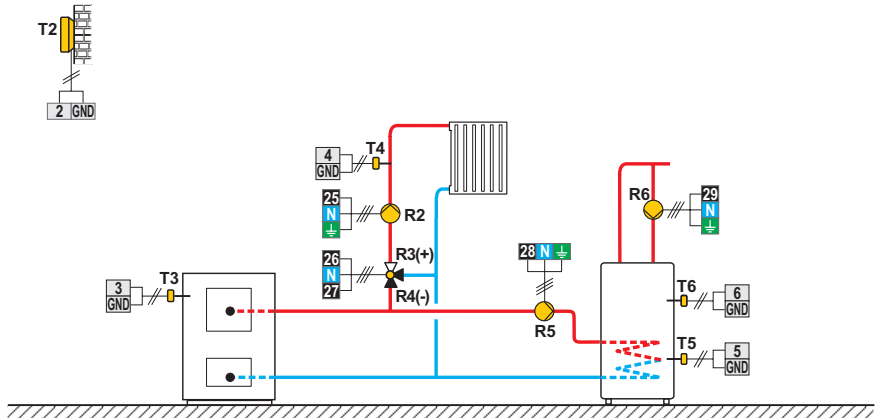 T2
2 GND
T4
4
GND
25
N
R2
R3(+)
26
N
27
R4(-)
T3
3
GND
28 N
R5
R6
29
N
T6
6
GND
T5
5
GND